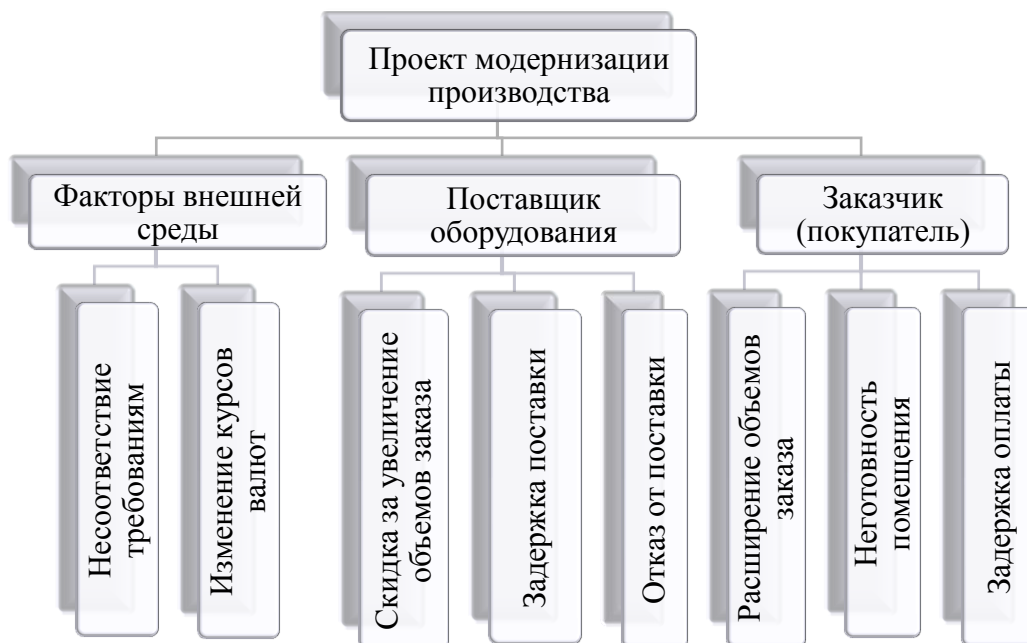 Проект модернизации
производства
Факторы внешней
среды
Поставщик
оборудования
Заказчик
(покупатель)
Несоответствие
требованиям
Изменение курсов
валют
Скидка за увеличение
объемов заказа
Задержка поставки
Отказ от поставки
Расширение объемов
заказа
Неготовность
помещения
Задержка оплаты